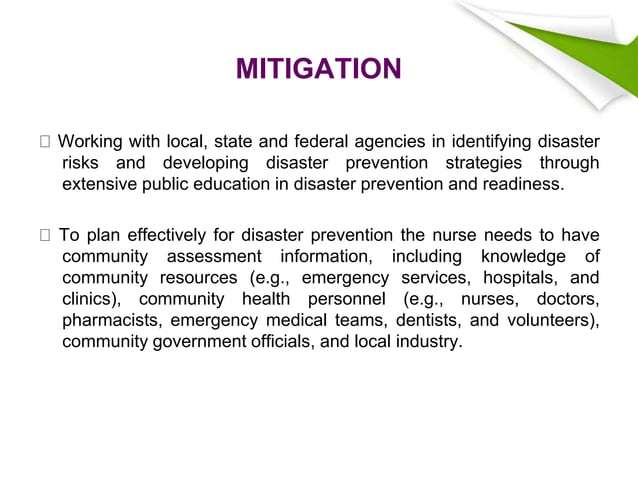 MITIGATION
Working with local, state and federal agencies in identifying disaster
risks and developing disaster prevention strategies through
extensive public education in disaster prevention and readiness.
To plan effectively for disaster prevention the nurse needs to have
community assessment information, including knowledge of
community resources (e.g., emergency services, hospitals, and
clinics), community health personnel (e.g., nurses, doctors,
pharmacists, emergency medical teams, dentists, and volunteers),
community government officials, and local industry.